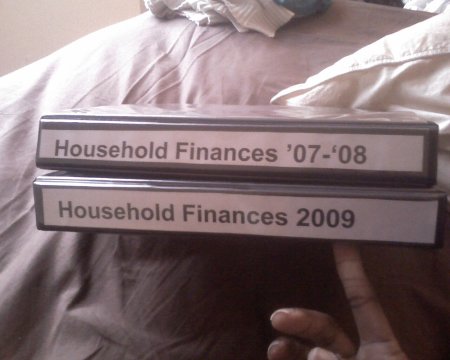 Household Finances ’07-‘08
Household Finances 2009